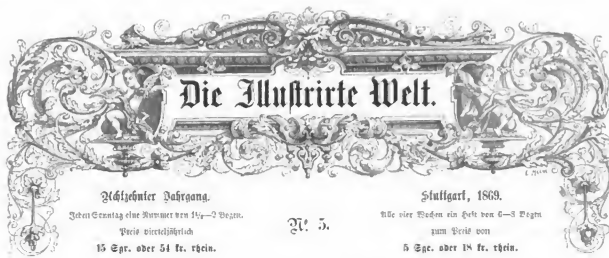 Die Illustrirte Welt.
Achtzehnter Jahrgang.
Jeden Sonntag eine Nummer von 1½–2 Bogen.
Preis vierteljährlich
15 Sgr. oder 54 kr. rhein.
Nº 5.
Stuttgart, 1869.
Alle vier Wochen ein Heft von 6–8 Bogen
zum Preis von
5 Sgr. oder 18 kr. rhein.